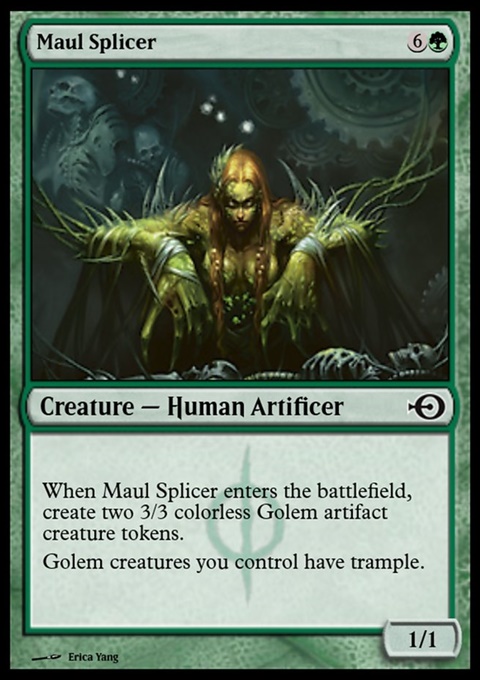 Maul Splicer 6
Creature — Human Artificer
When Maul Splicer enters the battlefield,
create two 3/3 colorless Golem artifact
creature tokens.
Golem creatures you control have trample.
1/1
Erica Yang